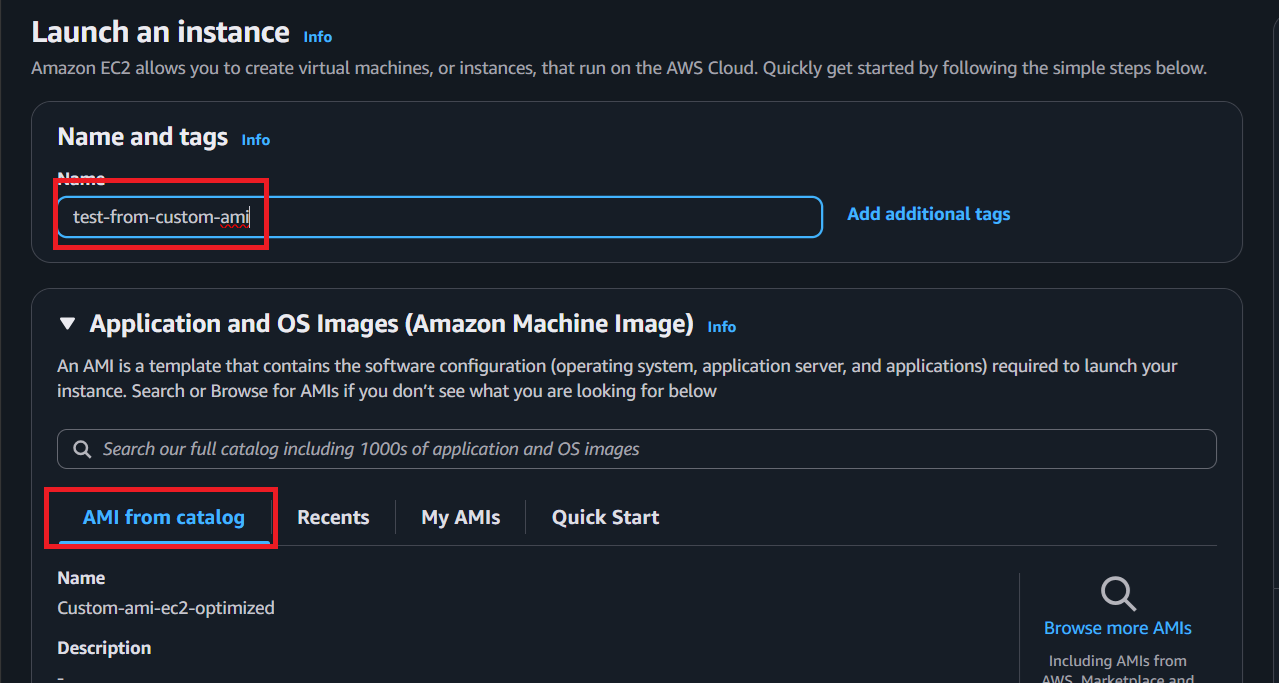 Launch an instance Info
Amazon EC2 allows you to create virtual machines, or instances, that run on the AWS Cloud. Quickly get started by following the simple steps below.
Name and tags Info
Name
test-from-custom-ami
Add additional tags
Application and OS Images (Amazon Machine Image) Info
An AMI is a template that contains the software configuration (operating system, application server, and applications) required to launch your
instance. Search or Browse for AMIs if you don’t see what you are looking for below
Search our full catalog including 1000s of application and OS images
AMI from catalog Recents My AMIs Quick Start
Name
Custom-ami-ec2-optimized
Description
-
Browse more AMIs
Including AMIs from
AWS, Marketplace and